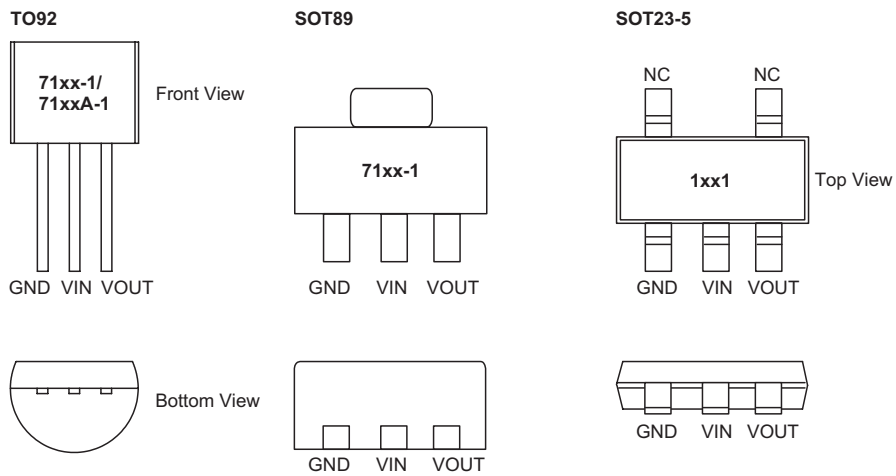 TO92
SOT89
SOT23-5
71xx-1/
71xxA-1
Front View
71xx-1
NC
NC
1xx1
Top View
GND VIN VOUT
GND VIN VOUT
GND VIN VOUT
Bottom View
GND VIN VOUT
GND VIN VOUT